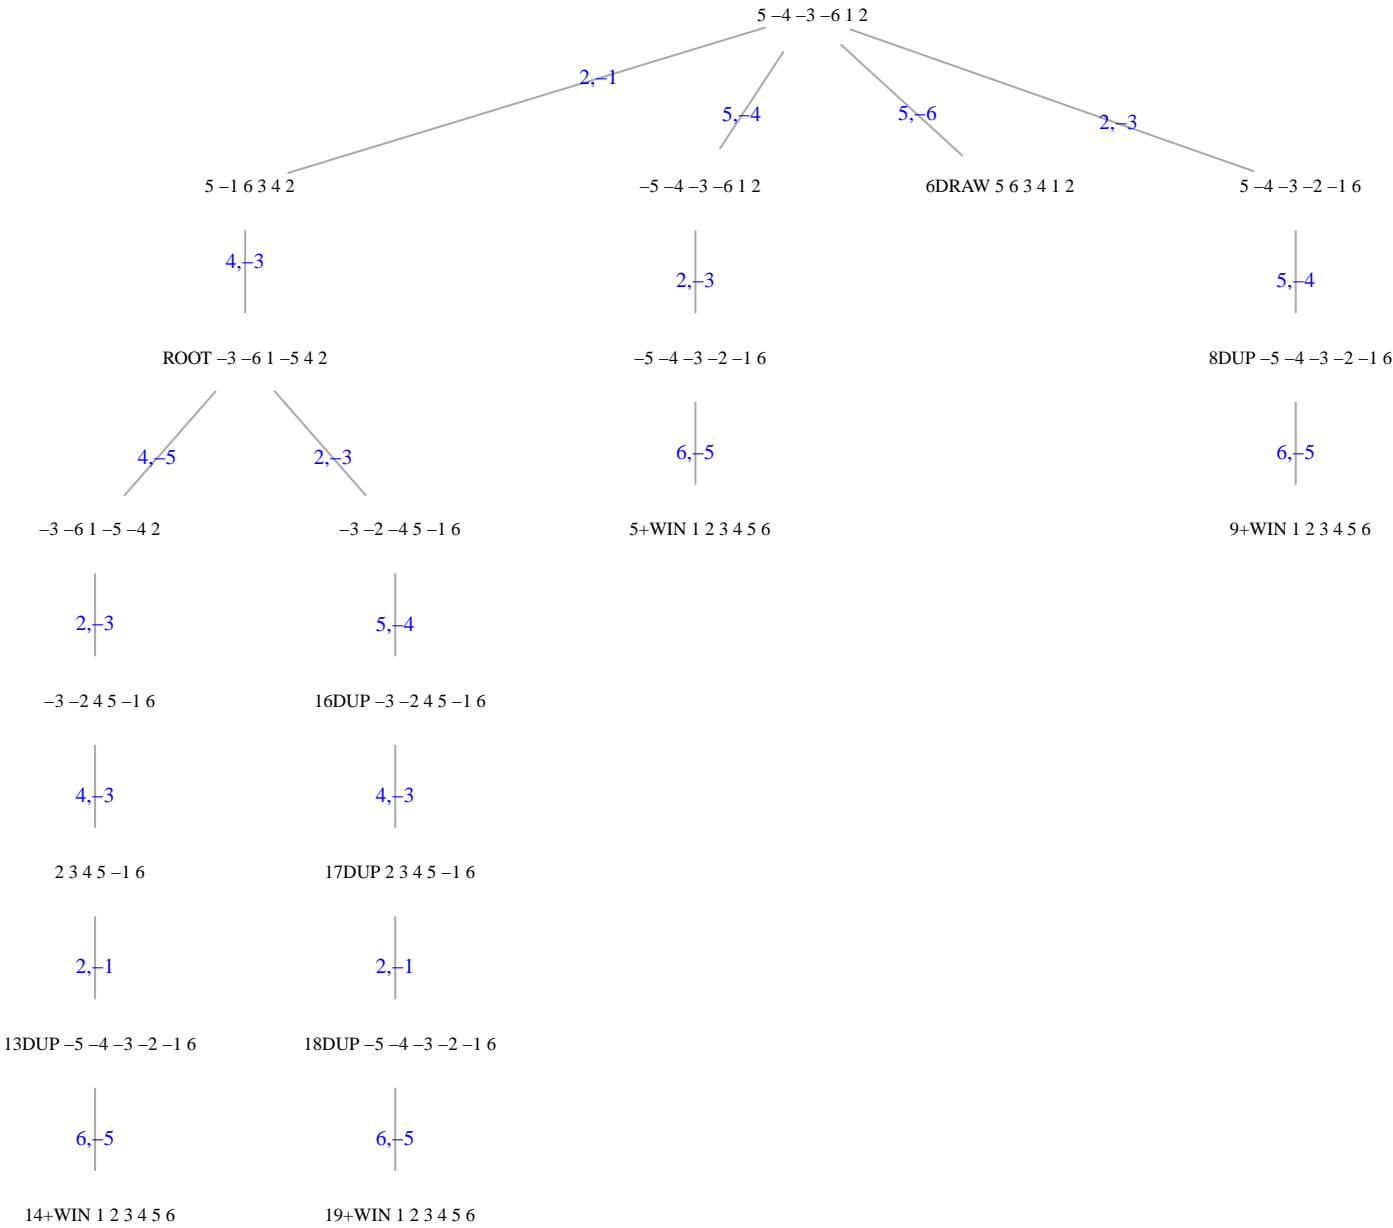 5 –4 –3 –6 1 2
2,–1
5,–4
5,–6
2,–3
5 –1 6 3 4 2
–5 –4 –3 –6 1 2
6DRAW 5 6 3 4 1 2
5 –4 –3 –2 –1 6
4,–3
2,–3
5,–4
ROOT –3 –6 1 –5 4 2
–5 –4 –3 –2 –1 6
8DUP –5 –4 –3 –2 –1 6
4,–5
2,–3
6,–5
6,–5
–3 –6 1 –5 –4 2
–3 –2 –4 5 –1 6
5+WIN 1 2 3 4 5 6
9+WIN 1 2 3 4 5 6
2,–3
5,–4
–3 –2 4 5 –1 6
16DUP –3 –2 4 5 –1 6
4,–3
4,–3
2 3 4 5 –1 6
17DUP 2 3 4 5 –1 6
2,–1
2,–1
13DUP –5 –4 –3 –2 –1 6
18DUP –5 –4 –3 –2 –1 6
6,–5
6,–5
14+WIN 1 2 3 4 5 6
19+WIN 1 2 3 4 5 6